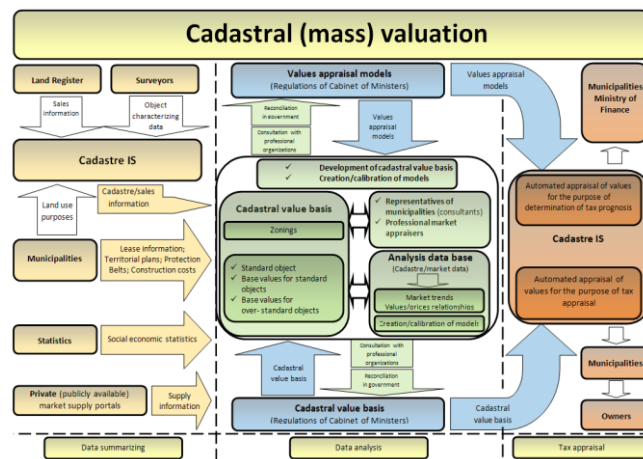 Cadastral (mass) valuation
Land Register
Surveyors
Sales
information
Object
characterizing
data
Cadastre IS
Land use
purposes
Cadastre/sales
information
Municipalities
Lease information;
Territorial plans; Protection
Belts; Construction costs
Statistics
Social economic statistics
Private (publicly available)
market supply portals
Supply
information
Data summarizing
Values appraisal models
(Regulations of Cabinet of Ministers)
Reconciliation
in government
Consultation with
professional
organizations
Values
appraisal
models
✓ Development of cadastral value basis
✓ Creation/calibration of models
Cadastral value basis
Zonings
✓ Standard object
✓ Base values for standard
objects
✓ Base values for
over- standard objects
✓ Representatives of
municipalities (consultants)
✓ Professional market
appraisers
Analysis data base
(Cadastre/market data)
Market trends
Values/prices relationships
Creation/calibration of models
Cadastral
value basis
Consultation with
professional
organizations
Reconciliation
in government
Cadastral value basis
(Regulations of Cabinet of Ministers)
Data analysis
Values appraisal
models
Municipalities
Ministry of
Finance
Automated appraisal of values
for the purpose of
determination of tax prognosis
Cadastre IS
Automated appraisal of
values for the purpose of tax
appraisal
Municipalities
Owners
Cadastral
value basis
Tax appraisal